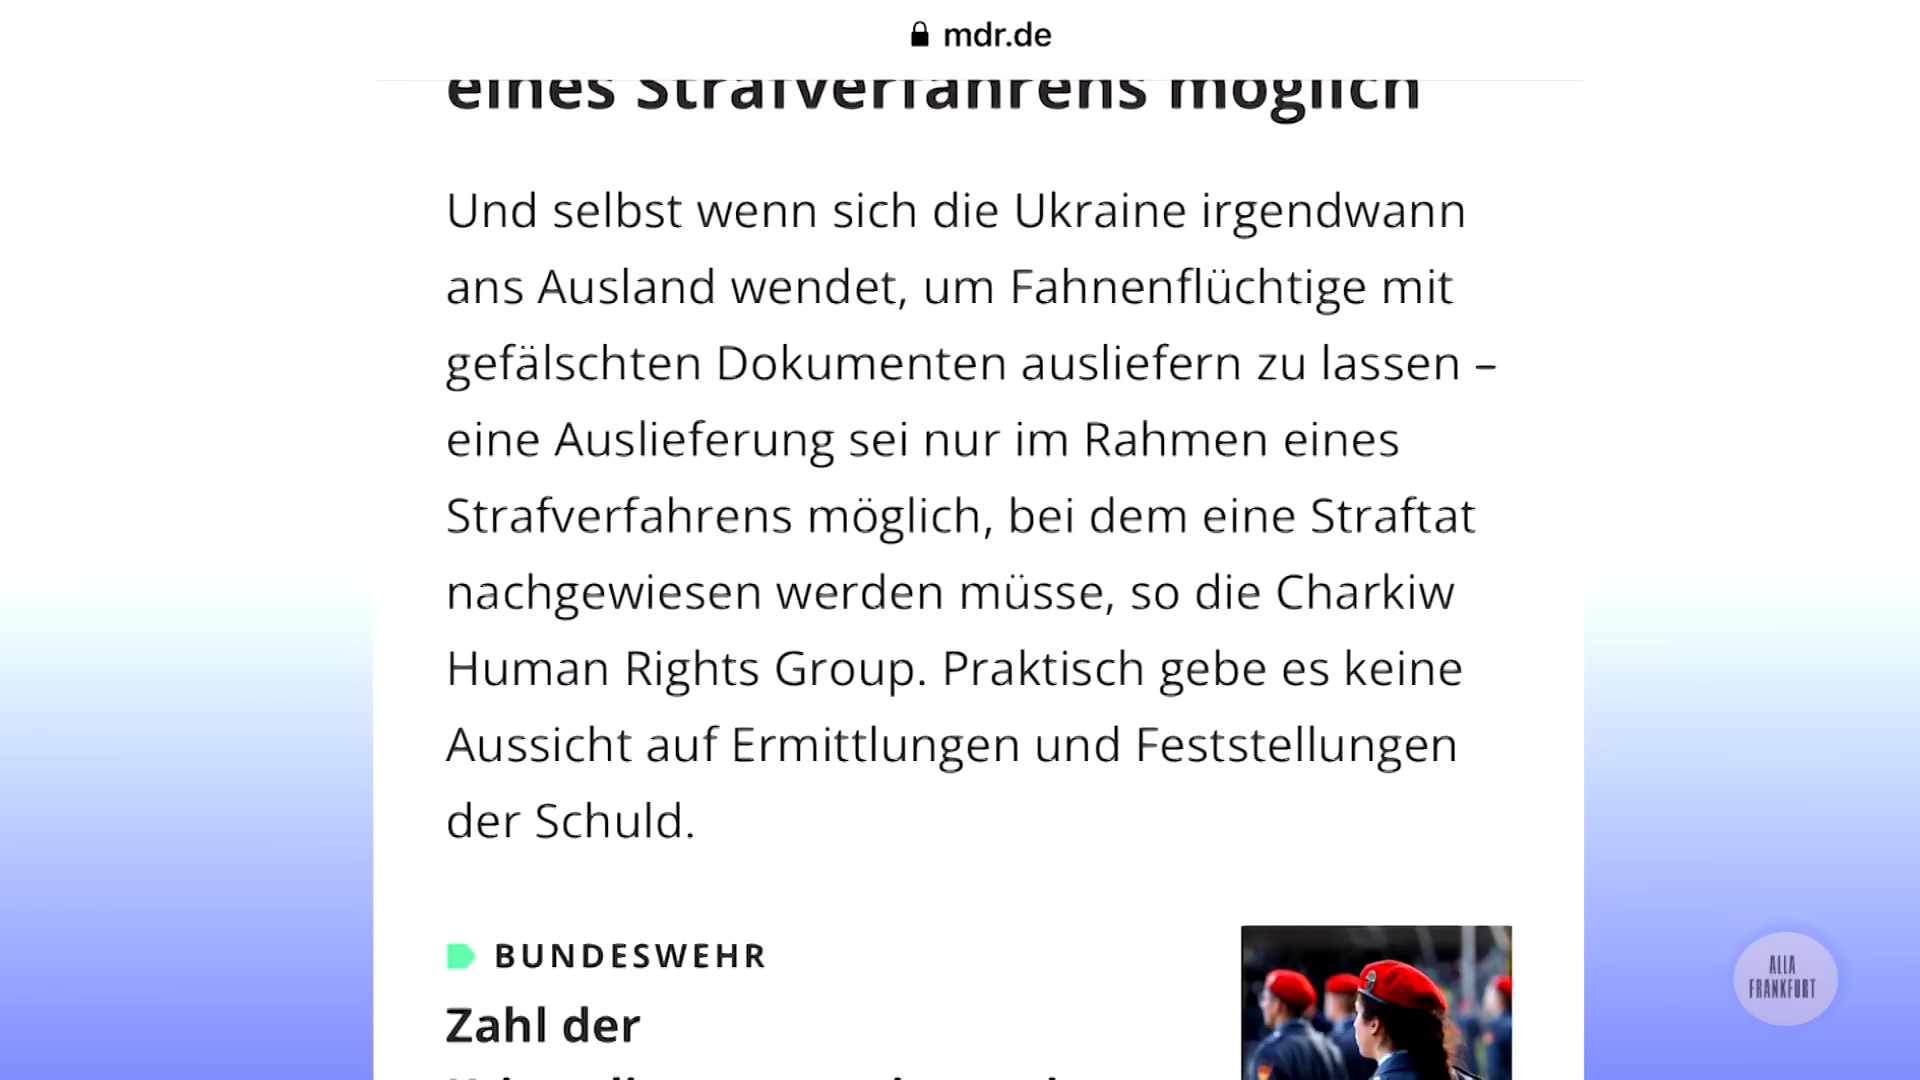 mdr.de
eines Strafverfahrens möglich
Und selbst wenn sich die Ukraine irgendwann
ans Ausland wendet, um Fahnenflüchtige mit
gefälschten Dokumenten ausliefern zu lassen –
eine Auslieferung sei nur im Rahmen eines
Strafverfahrens möglich, bei dem eine Straftat
nachgewiesen werden müsse, so die Charkiw
Human Rights Group. Praktisch gebe es keine
Aussicht auf Ermittlungen und Feststellungen
der Schuld.
BUNDESWEHR
Zahl der
ALLA
FRANKFURT